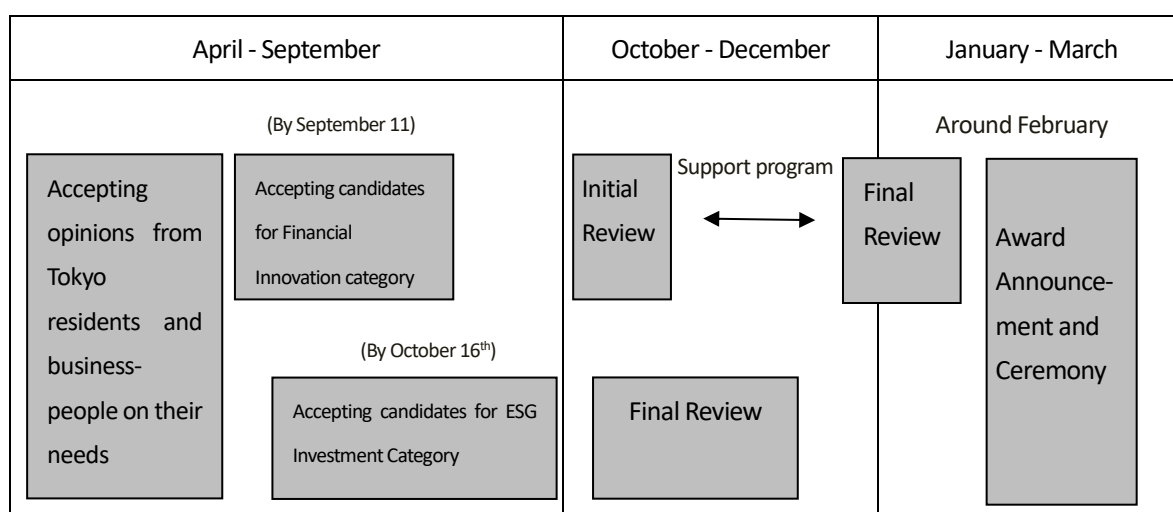 April - September
October - December
January - March
(By September 11)
Around February
Accepting
opinions from
Tokyo
residents and
business-
people on their
needs
Accepting candidates
for Financial
Innovation category
Initial
Review
Support program
Final
Review
Award
Announce-
ment and
Ceremony
(By October 16th)
Accepting candidates for ESG
Investment Category
Final Review